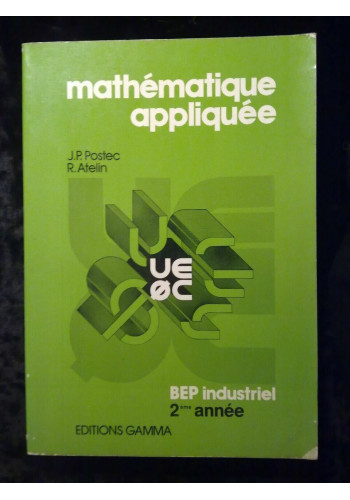 mathématique
appliquée
J.P. Postec
R. Atelin
UE
ØC
BEP industriel
2ème année
EDITIONS GAMMA